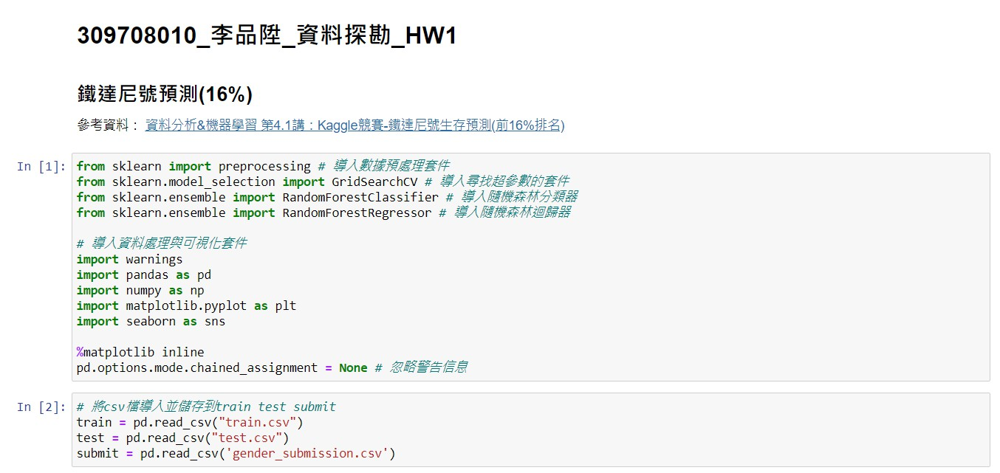 309708010_李品陞_資料探勘_HW1
鐵達尼號預測(16%)
參考資料： 資料分析&機器學習 第4.1講：Kaggle競賽-鐵達尼號生存預測(前16%排名)
In [1]: from sklearn import preprocessing # 導入數據預處理套件
from sklearn.model_selection import GridSearchCV # 導入尋找超參數的套件
from sklearn.ensemble import RandomForestClassifier # 導入隨機森林分類器
from sklearn.ensemble import RandomForestRegressor # 導入隨機森林迴歸器
# 導入資料處理與可視化套件
import warnings
import pandas as pd
import numpy as np
import matplotlib.pyplot as plt
import seaborn as sns
%matplotlib inline
pd.options.mode.chained_assignment = None # 忽略警告信息
In [2]: # 將csv檔導入並儲存到train test submit
train = pd.read_csv("train.csv")
test = pd.read_csv("test.csv")
submit = pd.read_csv('gender_submission.csv')